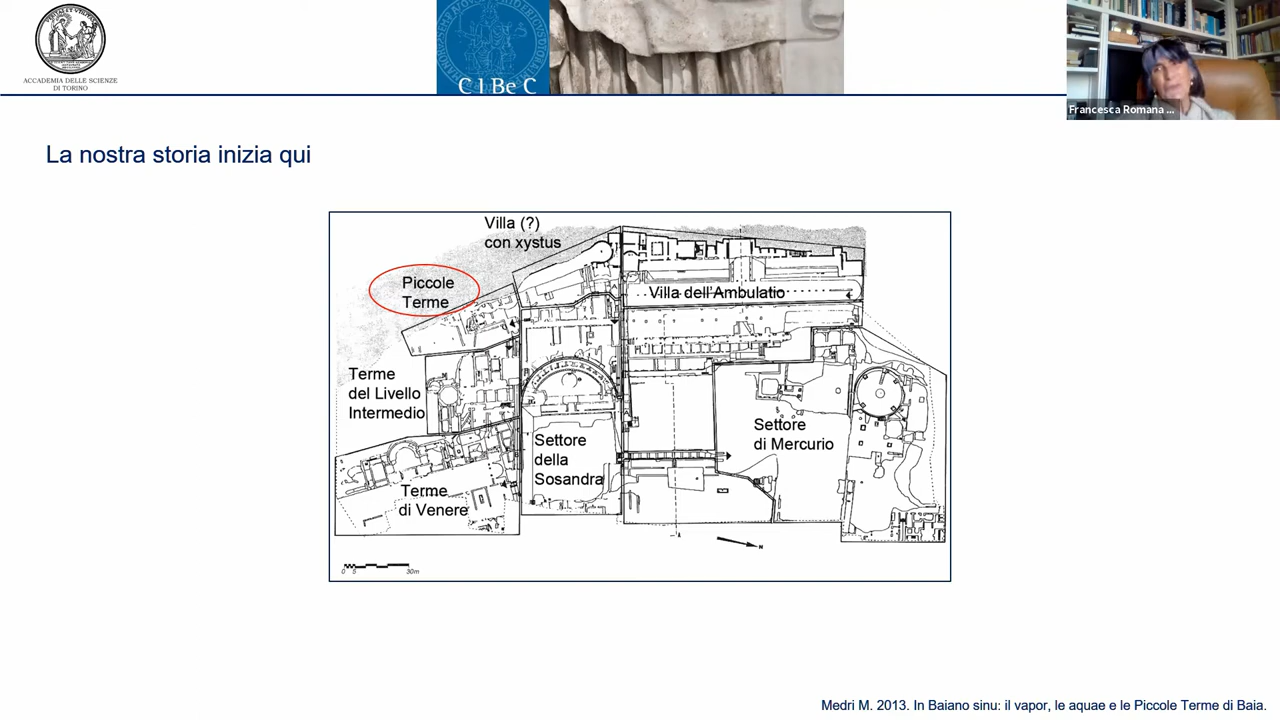 ACCADEMIA DELLE SCIENZE
DI TORINO
C I Be C
Francesca Romana ...
La nostra storia inizia qui
Villa (?)
con xystus
Piccole
Terme
Villa dell'Ambulatio
Terme
del Livello
Intermedio
Settore
di Mercurio
Settore
della
Sosandra
Terme
di Venere
N
A
0 5 30m
Medri M. 2013. In Baiano sinu: il vapor, le aquae e le Piccole Terme di Baia.